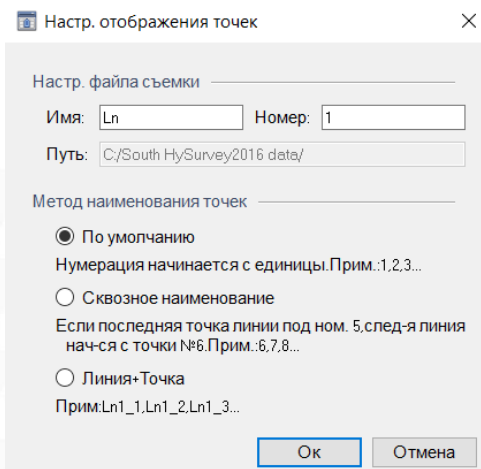 Настр. отображения точек
Настр. файла съемки
Имя: Ln Номер: 1
Путь: C:/South HySurvey2016 data/
Метод наименования точек
По умолчанию
Нумерация начинается с единицы.Прим.:1,2,3...
Сквозное наименование
Если последняя точка линии под ном. 5,след-я линия
нач-ся с точки №6.Прим.:6,7,8...
Линия+Точка
Прим:Ln1_1,Ln1_2,Ln1_3...
Ок Отмена